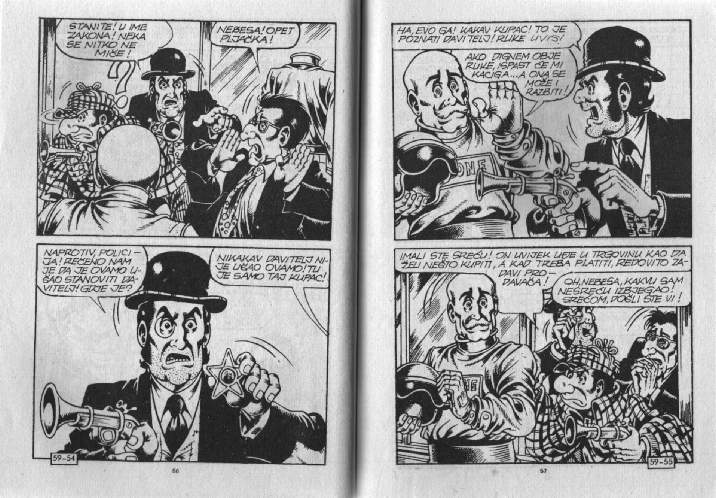 STANITE! U IME
ZAKONA! NEKA
SE NITKO NE
MIČE!
?
NEBESA! OPET
PLJAČKA!
NAPROTIV, POLICI-
JA! REČENO NAM
JE DA JE OVAMO U-
ŠAO STANOVITI DA-
VITELJ! GDJE JE?
NIKAKAV DAVITELJ NI-
JE UŠAO OVAMO! TU
JE SAMO TAJ KUPAC!
59-54
56
HA, EVO GA! KAKAV KUPAC! TO JE
POZNATI DAVITELJ! RUKE UVIS!
AKO DIGNEM OBJE
RUKE, ISPAST ĆE MI
KACIGA...A ONA SE
MOŽE I
RAZBITI!
ONE
IMALI STE SREĆU! ON UVIJEK UĐE U TRGOVINU KAO DA
ŽELI NEŠTO KUPITI, A KAD TREBA PLATITI, REDOVITO ZA-
DAVI PRO-
DAVAČA!
OH, NEBESA, KAKVU SAM
NESREĆU IZBJEGAO!
SREĆOM, DOŠLI STE VI!
59-55
57